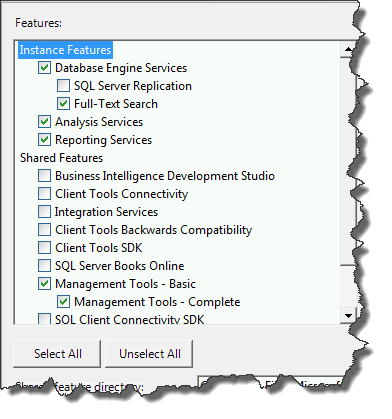 Features:
Instance Features
Database Engine Services
SQL Server Replication
Full-Text Search
Analysis Services
Reporting Services
Shared Features
Business Intelligence Development Studio
Client Tools Connectivity
Integration Services
Client Tools Backwards Compatibility
Client Tools SDK
SQL Server Books Online
Management Tools - Basic
Management Tools - Complete
SQL Client Connectivity SDK
Select All Unselect All
feature directory: